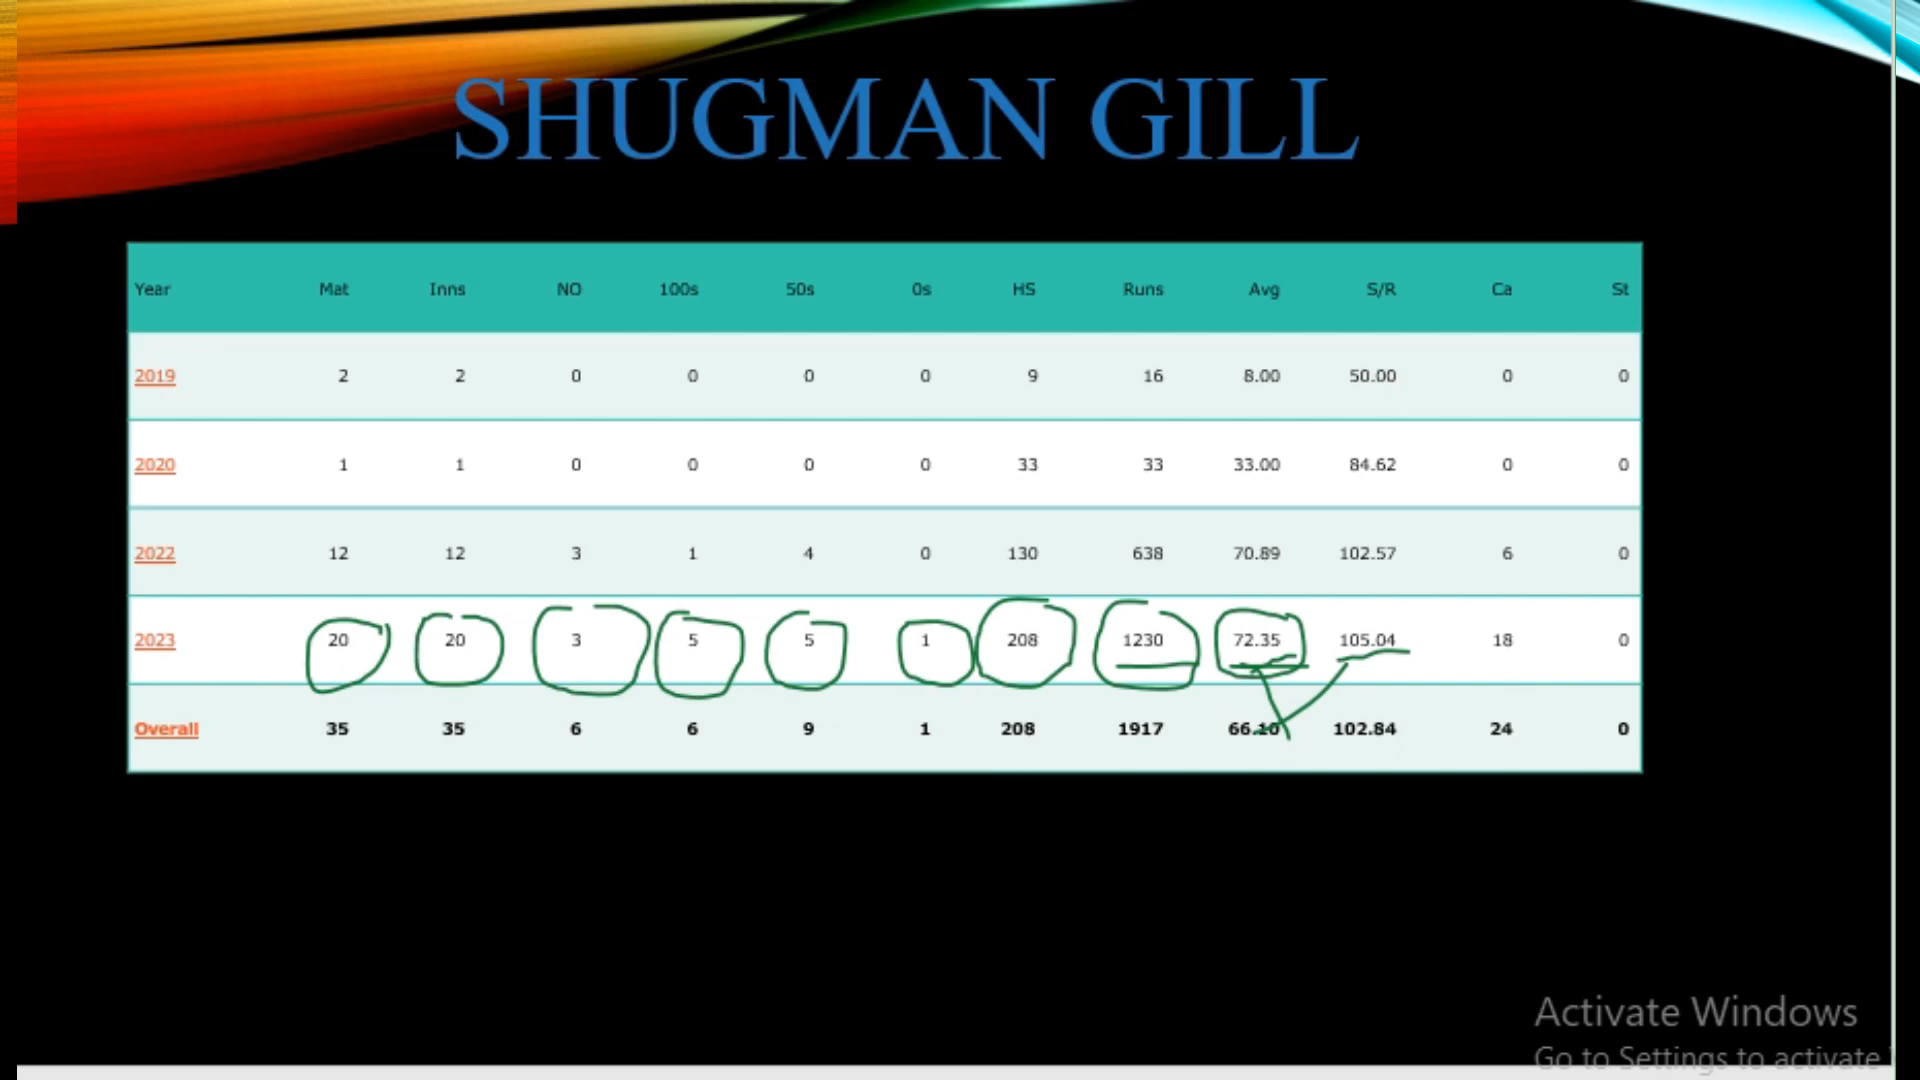 SHUGMAN GILL
Year Mat Inns NO 100s 50s 0s HS Runs Avg S/R Ca St
2019 2 2 0 0 0 0 9 16 8.00 50.00 0 0
2020 1 1 0 0 0 0 33 33 33.00 84.62 0 0
2022 12 12 3 1 4 0 130 638 70.89 102.57 6 0
2023 20 20 3 5 5 1 208 1230 72.35 105.04 18 0
Overall 35 35 6 6 9 1 208 1917 66.10 102.84 24 0
Activate Windows
Go to Settings to activate